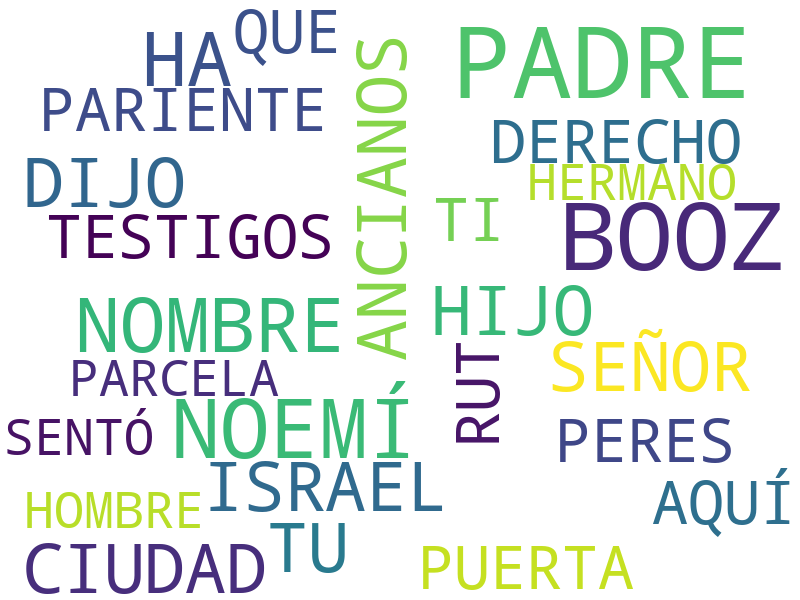 QUE
HA
PADRE
PARIENTE
ANCIANOS
DERECHO
DIJO
HERMANO
TESTIGOS
TI
BOOZ
NOMBRE
HIJO
PARCELA
RUT
SEÑOR
SENTÓ
NOEMÍ
PERES
HOMBRE
ISRAEL
AQUÍ
CIUDAD
TU
PUERTA